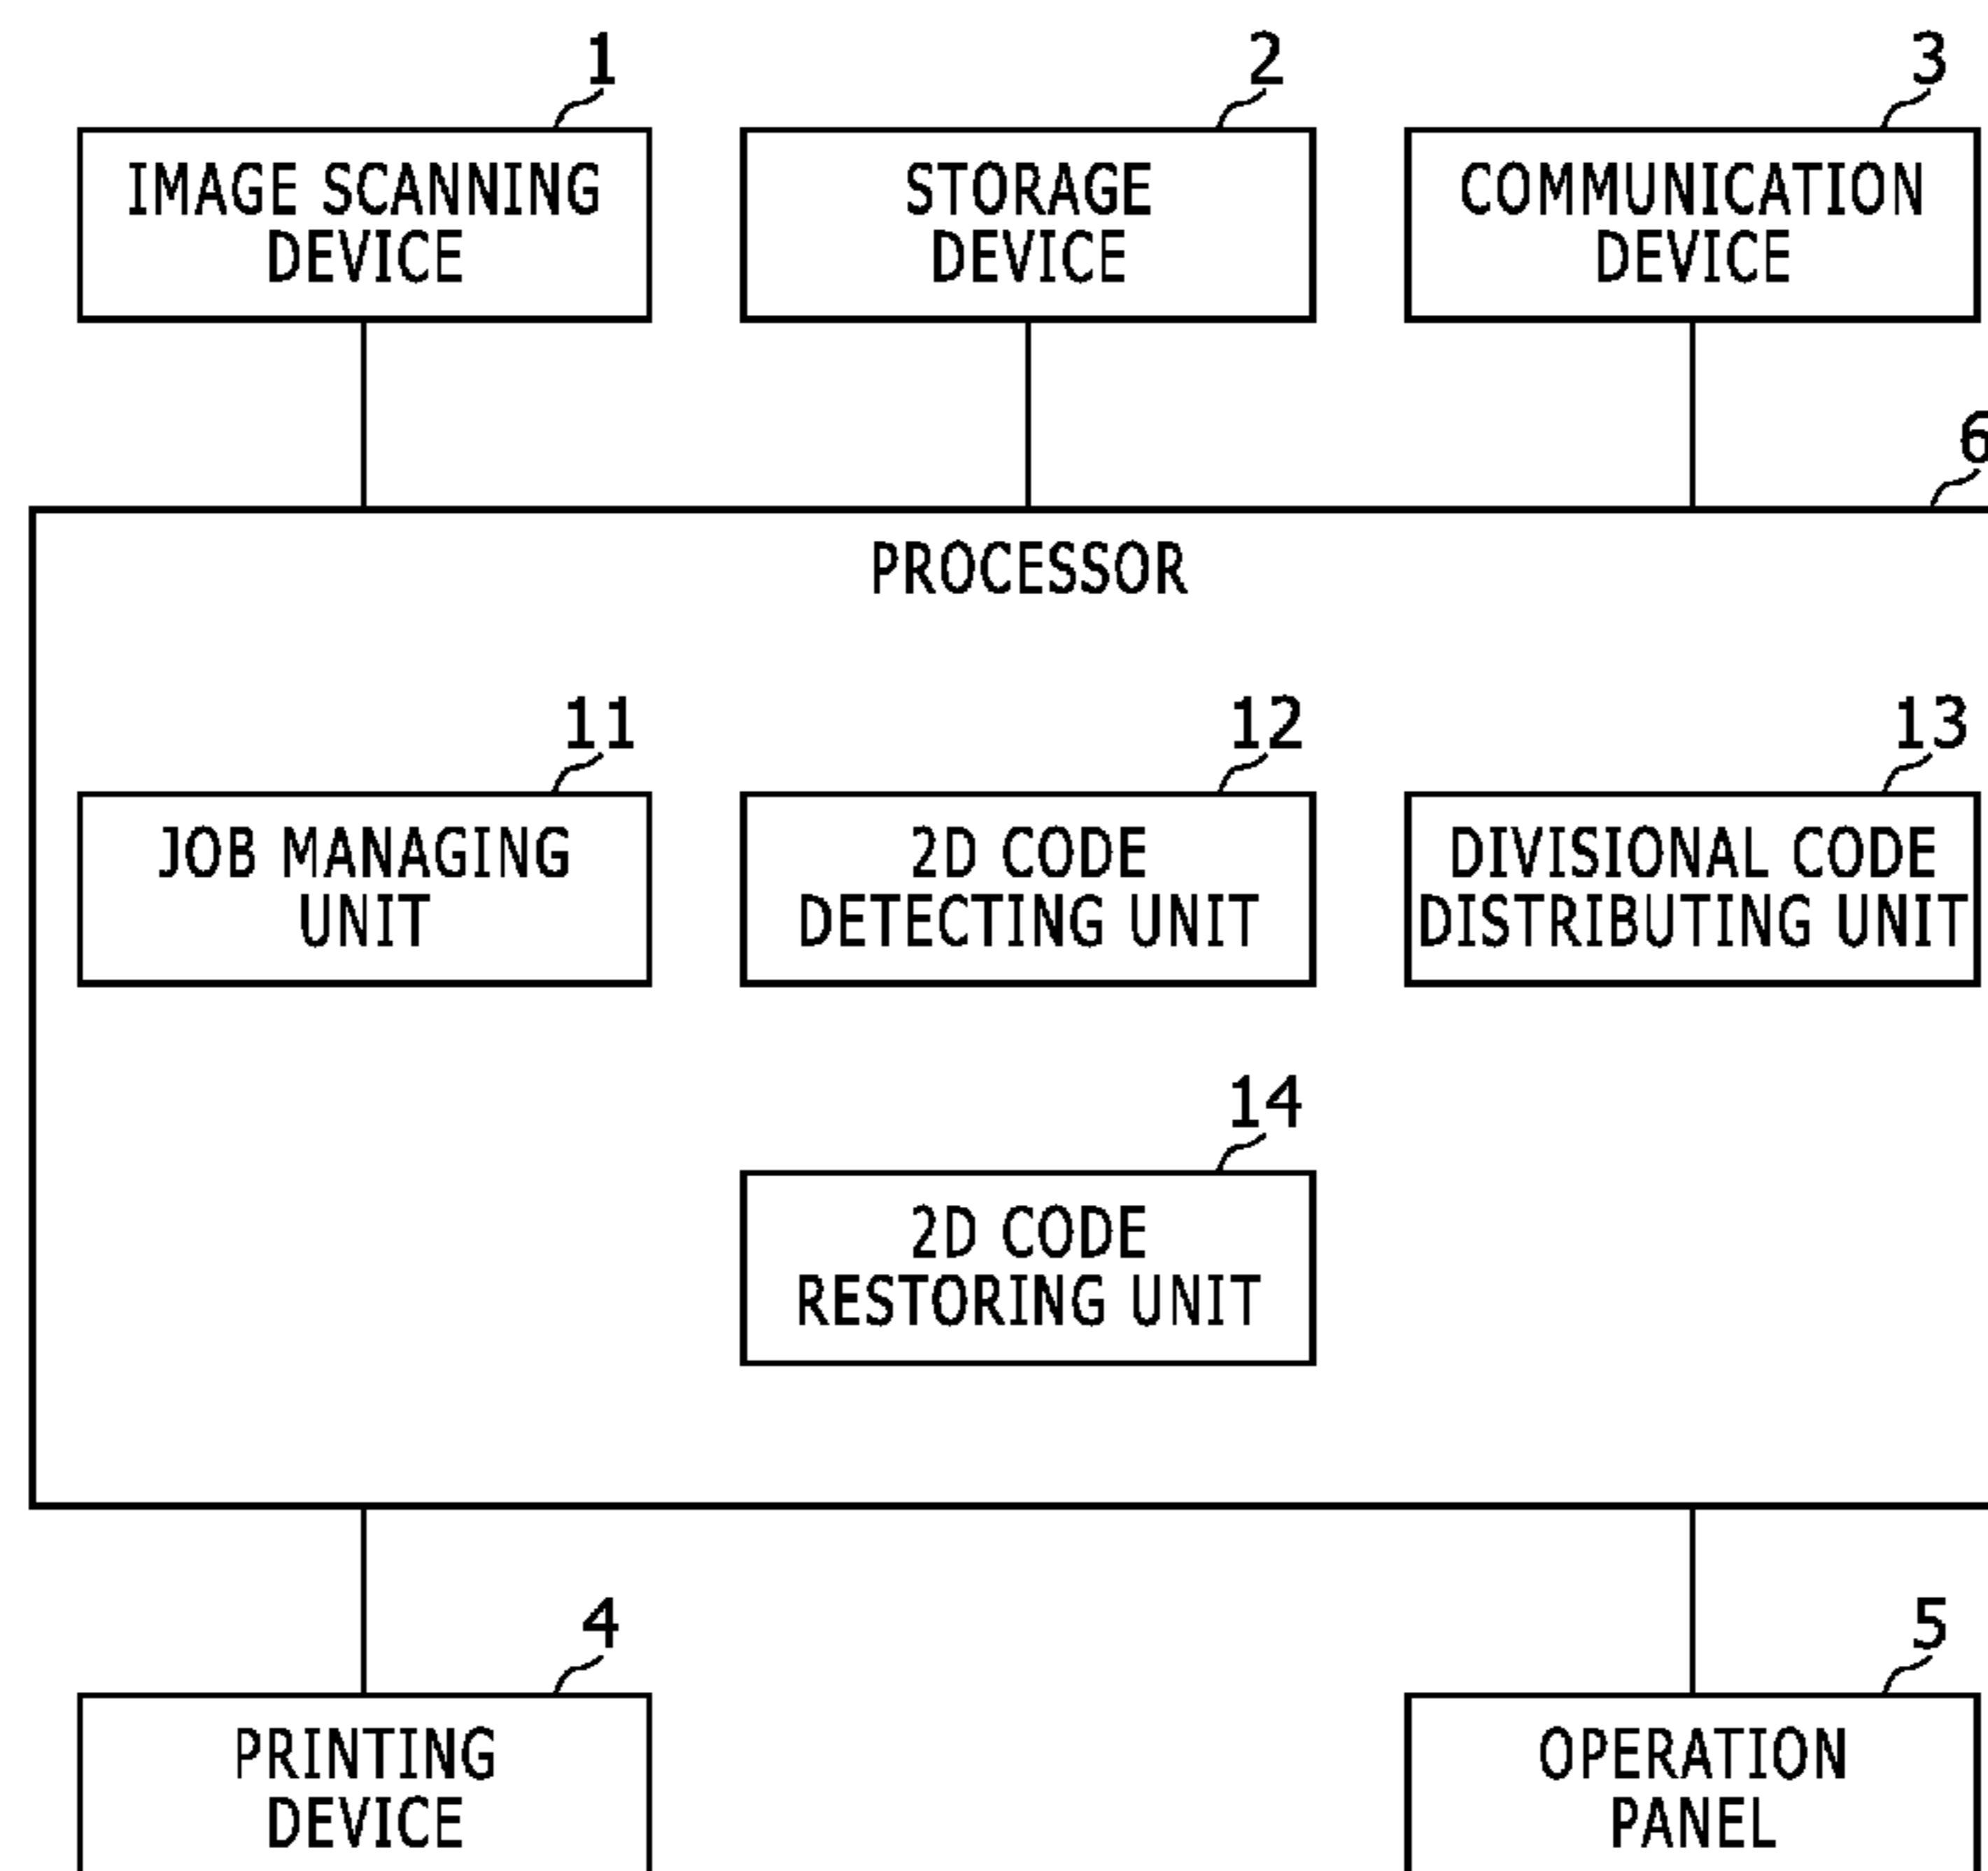 1
2
3
IMAGE SCANNING
DEVICE
STORAGE
DEVICE
COMMUNICATION
DEVICE
6
PROCESSOR
11
12
13
JOB MANAGING
UNIT
2D CODE
DETECTING UNIT
DIVISIONAL CODE
DISTRIBUTING UNIT
14
2D CODE
RESTORING UNIT
4
5
PRINTING
DEVICE
OPERATION
PANEL